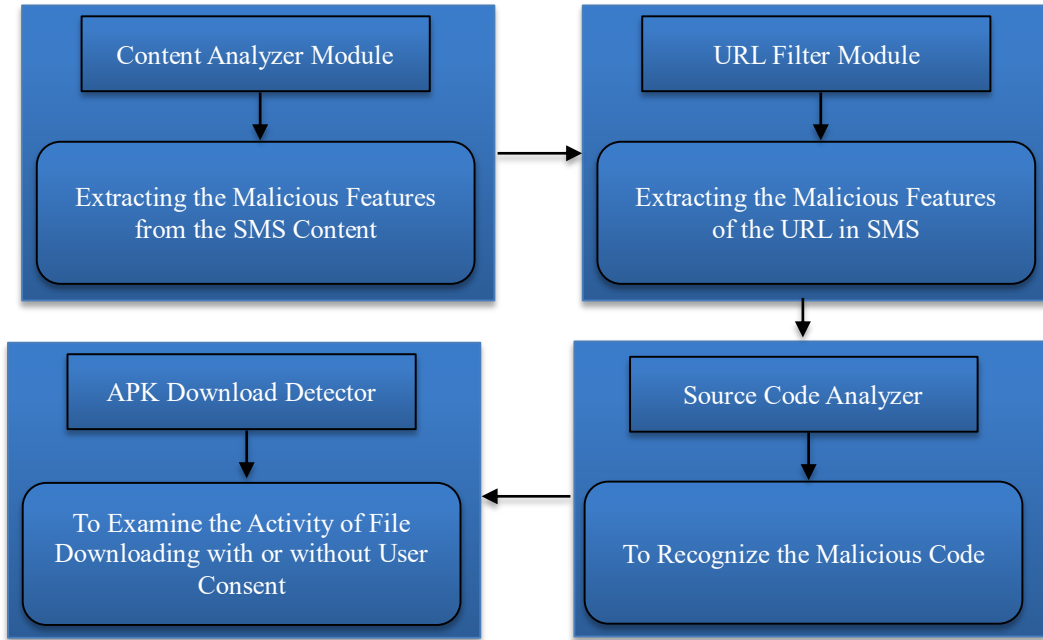 Content Analyzer Module
Extracting the Malicious Features
from the SMS Content
URL Filter Module
Extracting the Malicious Features
of the URL in SMS
Source Code Analyzer
To Recognize the Malicious Code
APK Download Detector
To Examine the Activity of File
Downloading with or without User
Consent